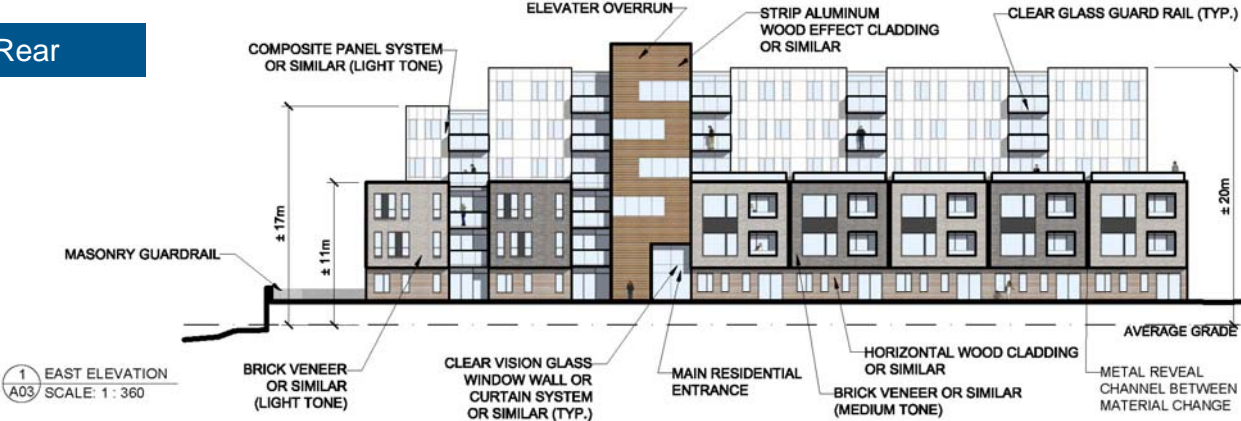 Rear
ELEVATER OVERRUN
STRIP ALUMINUM
WOOD EFFECT CLADDING
OR SIMILAR
CLEAR GLASS GUARD RAIL (TYP.)
COMPOSITE PANEL SYSTEM
OR SIMILAR (LIGHT TONE)
± 17m
± 11m
± 20m
MASONRY GUARDRAIL
AVERAGE GRADE
1
A03
EAST ELEVATION
SCALE: 1 : 360
BRICK VENEER
OR SIMILAR
(LIGHT TONE)
CLEAR VISION GLASS
WINDOW WALL OR
CURTAIN SYSTEM
OR SIMILAR (TYP.)
MAIN RESIDENTIAL
ENTRANCE
HORIZONTAL WOOD CLADDING
OR SIMILAR
BRICK VENEER OR SIMILAR
(MEDIUM TONE)
METAL REVEAL
CHANNEL BETWEEN
MATERIAL CHANGE